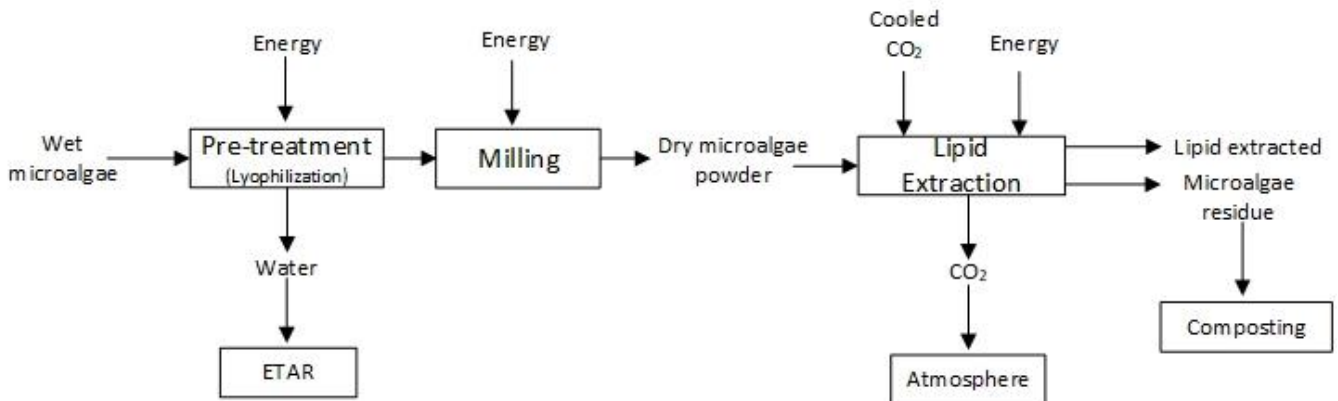 Cooled
CO₂
Energy
Energy
Energy
Wet
microalgae
Pre-treatment
(Lyophilization)
Milling
Dry microalgae
powder
Lipid
Extraction
Lipid extracted
Microalgae
residue
Water
CO₂
Composting
ETAR
Atmosphere